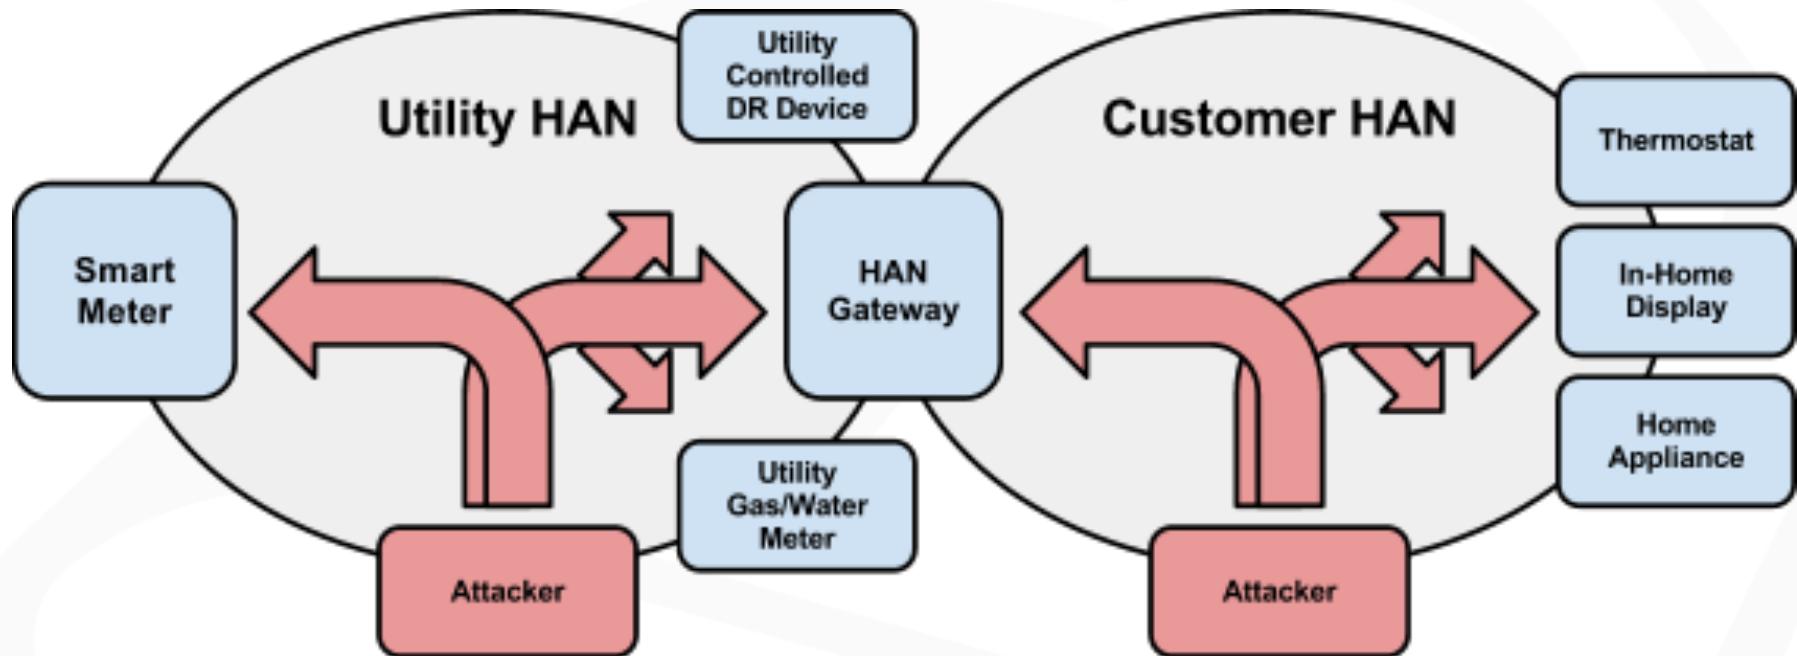 Utility
Controlled
DR Device
Utility HAN
Customer HAN
Thermostat
Smart
Meter
HAN
Gateway
In-Home
Display
Home
Appliance
Utility
Gas/Water
Meter
Attacker
Attacker